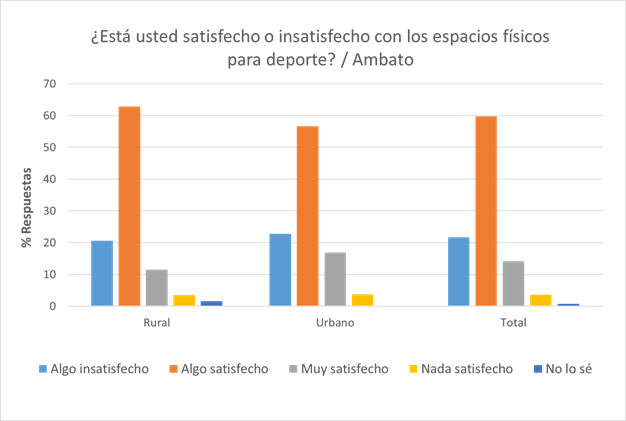 ¿Está usted satisfecho o insatisfecho con los espacios físicos
para deporte? / Ambato
% Respuestas
70
60
50
40
30
20
10
0
Rural Urbano Total
Algo insatisfecho Algo satisfecho Muy satisfecho Nada satisfecho No lo sé